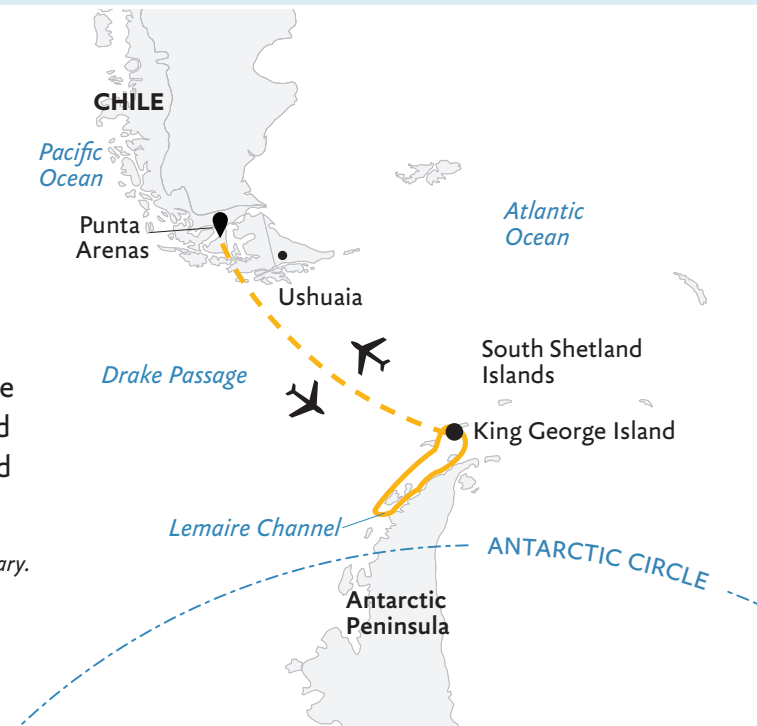 CHILE
Pacific
Ocean
Punta
Arenas
Atlantic
Ocean
Ushuaia
South Shetland
Islands
Drake Passage
King George Island
Lemaire Channel
ANTARCTIC CIRCLE
Antarctic
Peninsula